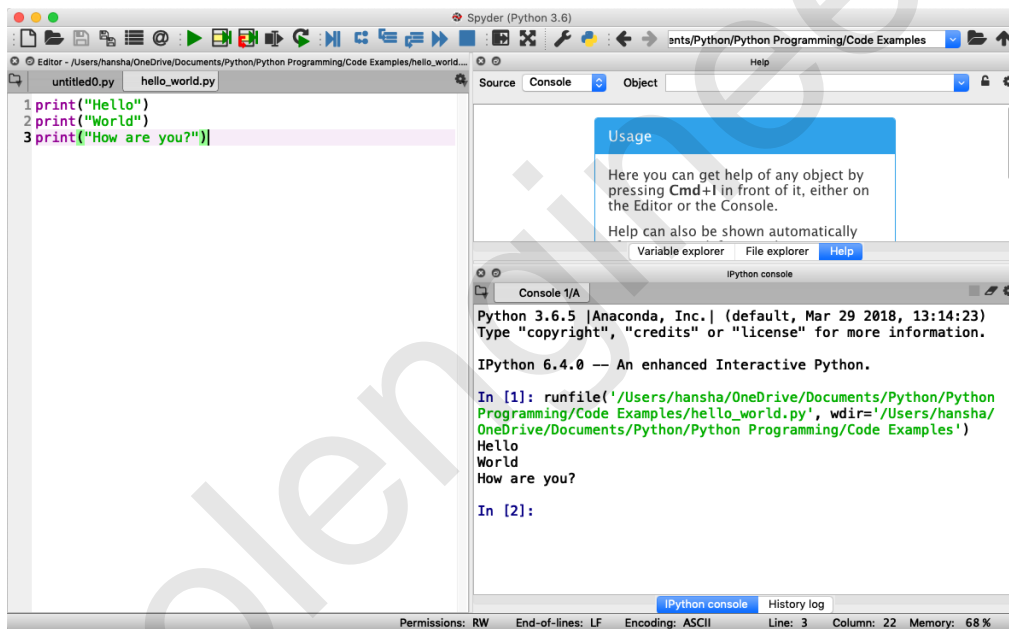 Spyder (Python 3.6)
ents/Python/Python Programming/Code Examples
Editor - /Users/hansha/OneDrive/Documents/Python/Python Programming/Code Examples/hello_world....
untitled0.py hello_world.py
1 print("Hello")
2 print("World")
3 print("How are you?")
Help
Source Console Object
Usage
Here you can get help of any object by
pressing Cmd+I in front of it, either on
the Editor or the Console.
Help can also be shown automatically
Variable explorer File explorer Help
IPython console
Console 1/A
Python 3.6.5 |Anaconda, Inc.| (default, Mar 29 2018, 13:14:23)
Type "copyright", "credits" or "license" for more information.
IPython 6.4.0 -- An enhanced Interactive Python.
In [1]: runfile('/Users/hansha/OneDrive/Documents/Python/Python
Programming/Code Examples/hello_world.py', wdir='/Users/hansha/
OneDrive/Documents/Python/Python Programming/Code Examples')
Hello
World
How are you?
In [2]:
IPython console History log
Permissions: RW End-of-lines: LF Encoding: ASCII Line: 3 Column: 22 Memory: 68 %
olengine